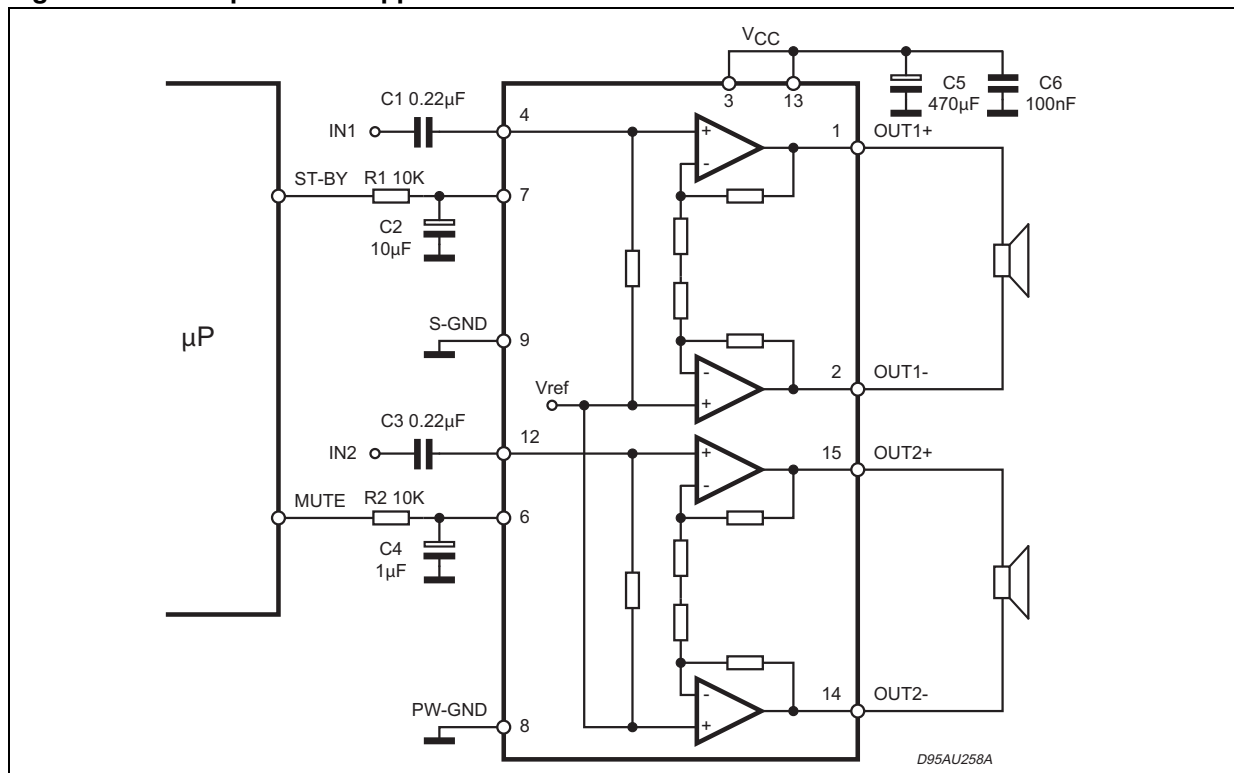 VCC
3
13
C5
470µF
C6
100nF
C1 0.22µF
IN1
4
1
OUT1+
ST-BY
R1 10K
7
C2
10µF
µP
S-GND
9
Vref
2
OUT1-
C3 0.22µF
IN2
12
15
OUT2+
MUTE
R2 10K
6
C4
1µF
14
OUT2-
PW-GND
8
+
-
-
+
+
-
-
+
D95AU258A